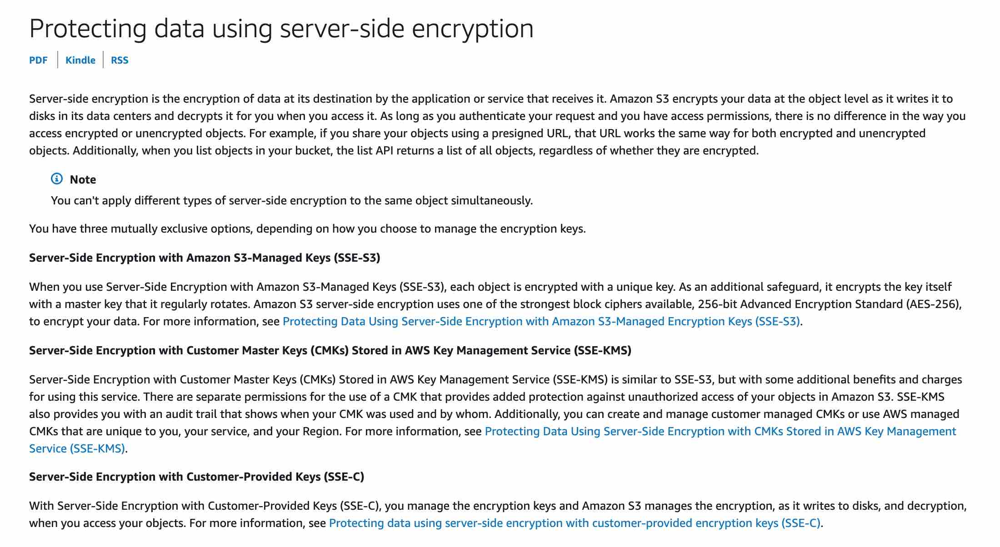 Protecting data using server-side encryption
PDF Kindle RSS
Server-side encryption is the encryption of data at its destination by the application or service that receives it. Amazon S3 encrypts your data at the object level as it writes it to
disks in its data centers and decrypts it for you when you access it. As long as you authenticate your request and you have access permissions, there is no difference in the way you
access encrypted or unencrypted objects. For example, if you share your objects using a presigned URL, that URL works the same way for both encrypted and unencrypted
objects. Additionally, when you list objects in your bucket, the list API returns a list of all objects, regardless of whether they are encrypted.
Note
You can't apply different types of server-side encryption to the same object simultaneously.
You have three mutually exclusive options, depending on how you choose to manage the encryption keys.
Server-Side Encryption with Amazon S3-Managed Keys (SSE-S3)
When you use Server-Side Encryption with Amazon S3-Managed Keys (SSE-S3), each object is encrypted with a unique key. As an additional safeguard, it encrypts the key itself
with a master key that it regularly rotates. Amazon S3 server-side encryption uses one of the strongest block ciphers available, 256-bit Advanced Encryption Standard (AES-256),
to encrypt your data. For more information, see Protecting Data Using Server-Side Encryption with Amazon S3-Managed Encryption Keys (SSE-S3).
Server-Side Encryption with Customer Master Keys (CMKs) Stored in AWS Key Management Service (SSE-KMS)
Server-Side Encryption with Customer Master Keys (CMKs) Stored in AWS Key Management Service (SSE-KMS) is similar to SSE-S3, but with some additional benefits and charges
for using this service. There are separate permissions for the use of a CMK that provides added protection against unauthorized access of your objects in Amazon S3. SSE-KMS
also provides you with an audit trail that shows when your CMK was used and by whom. Additionally, you can create and manage customer managed CMKs or use AWS managed
CMKs that are unique to you, your service, and your Region. For more information, see Protecting Data Using Server-Side Encryption with CMKs Stored in AWS Key Management
Service (SSE-KMS).
Server-Side Encryption with Customer-Provided Keys (SSE-C)
With Server-Side Encryption with Customer-Provided Keys (SSE-C), you manage the encryption keys and Amazon S3 manages the encryption, as it writes to disks, and decryption,
when you access your objects. For more information, see Protecting data using server-side encryption with customer-provided encryption keys (SSE-C).